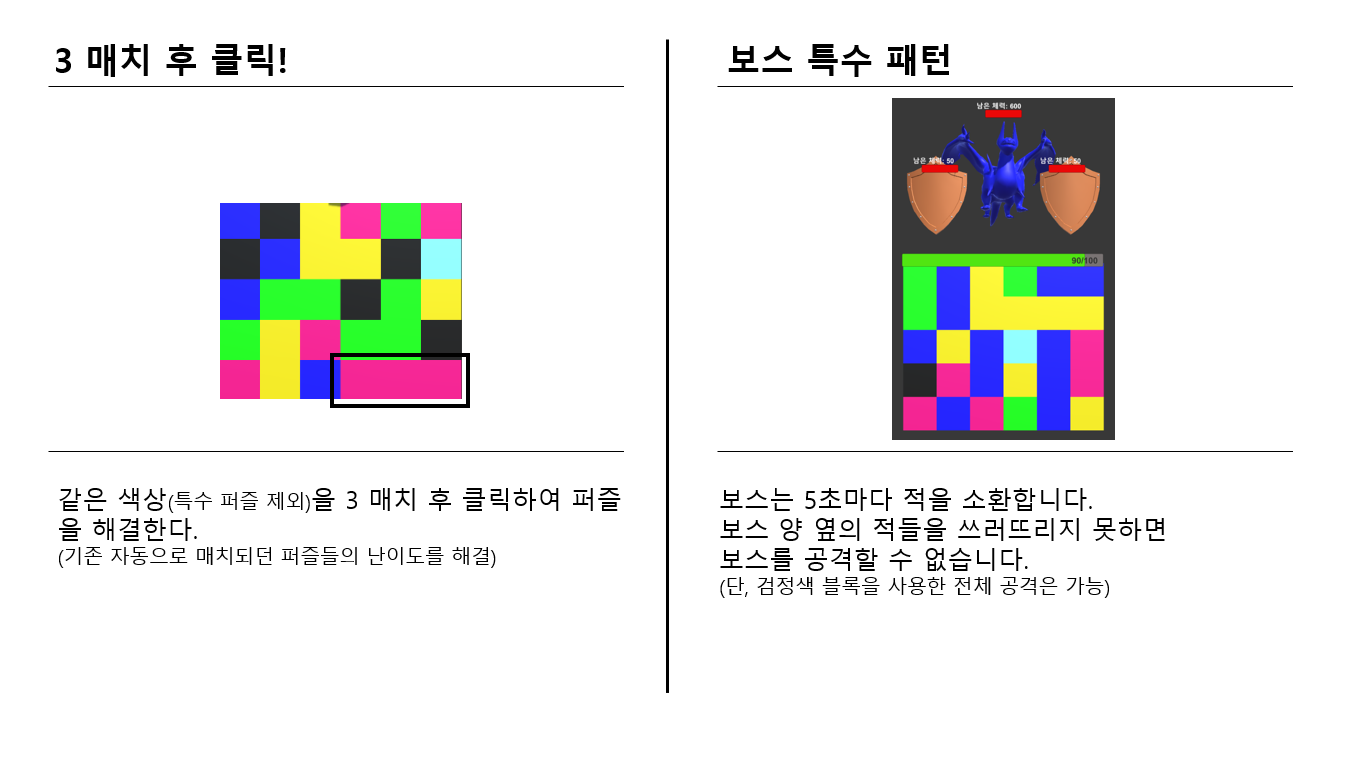 3 매치 후 클릭!
같은 색상(특수 퍼즐 제외)을 3 매치 후 클릭하여 퍼즐
을 해결한다.
(기존 자동으로 매치되던 퍼즐들의 난이도를 해결)
보스 특수 패턴
남은 체력: 600
남은 체력: 50
남은 체력: 50
90/100
보스는 5초마다 적을 소환합니다.
보스 양 옆의 적들을 쓰러뜨리지 못하면
보스를 공격할 수 없습니다.
(단, 검정색 블록을 사용한 전체 공격은 가능)